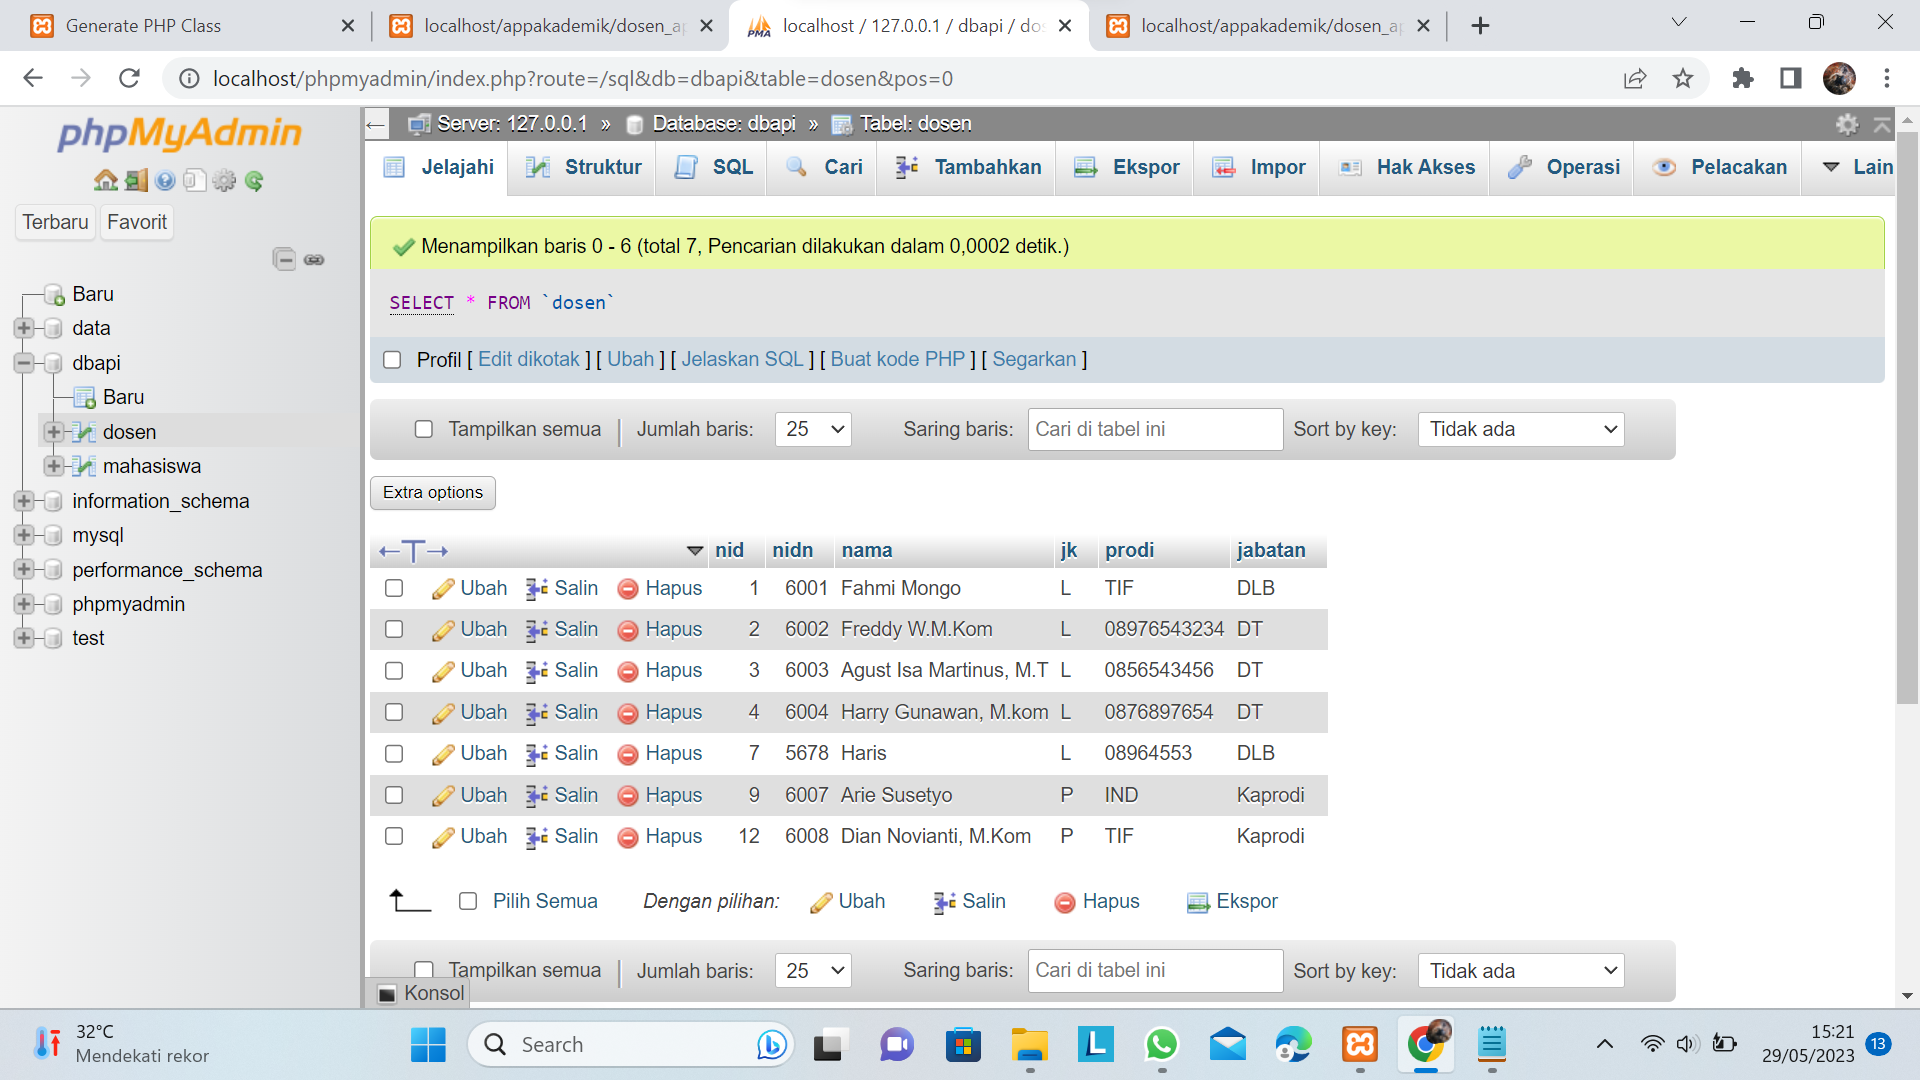 Generate PHP Class
localhost/appakademik/dosen_ap
localhost / 127.0.0.1 / dbapi / dos
localhost/appakademik/dosen_ap
localhost/phpmyadmin/index.php?route=/sql&db=dbapi&table=dosen&pos=0
phpMyAdmin
Terbaru Favorit
Baru
data
dbapi
Baru
dosen
mahasiswa
information_schema
mysql
performance_schema
phpmyadmin
test
Server: 127.0.0.1 » Database: dbapi » Tabel: dosen
Jelajahi Struktur SQL Cari Tambahkan Ekspor Impor Hak Akses Operasi Pelacakan Lain
Menampilkan baris 0 - 6 (total 7, Pencarian dilakukan dalam 0,0002 detik.)
SELECT * FROM `dosen`
Profil [ Edit dikotak ] [ Ubah ] [ Jelaskan SQL ] [ Buat kode PHP ] [ Segarkan ]
Tampilkan semua | Jumlah baris: 25 Saring baris: Cari di tabel ini Sort by key: Tidak ada
Extra options
←T→ nid nidn nama jk prodi jabatan
Ubah Salin Hapus 1 6001 Fahmi Mongo L TIF DLB
Ubah Salin Hapus 2 6002 Freddy W.M.Kom L 08976543234 DT
Ubah Salin Hapus 3 6003 Agust Isa Martinus, M.T L 0856543456 DT
Ubah Salin Hapus 4 6004 Harry Gunawan, M.kom L 0876897654 DT
Ubah Salin Hapus 7 5678 Haris L 08964553 DLB
Ubah Salin Hapus 9 6007 Arie Susetyo P IND Kaprodi
Ubah Salin Hapus 12 6008 Dian Novianti, M.Kom P TIF Kaprodi
Pilih Semua Dengan pilihan: Ubah Salin Hapus Ekspor
Tampilkan semua | Jumlah baris: 25 Saring baris: Cari di tabel ini Sort by key: Tidak ada
Konsol
32°C
Mendekati rekor
Search
15:21
29/05/2023
13